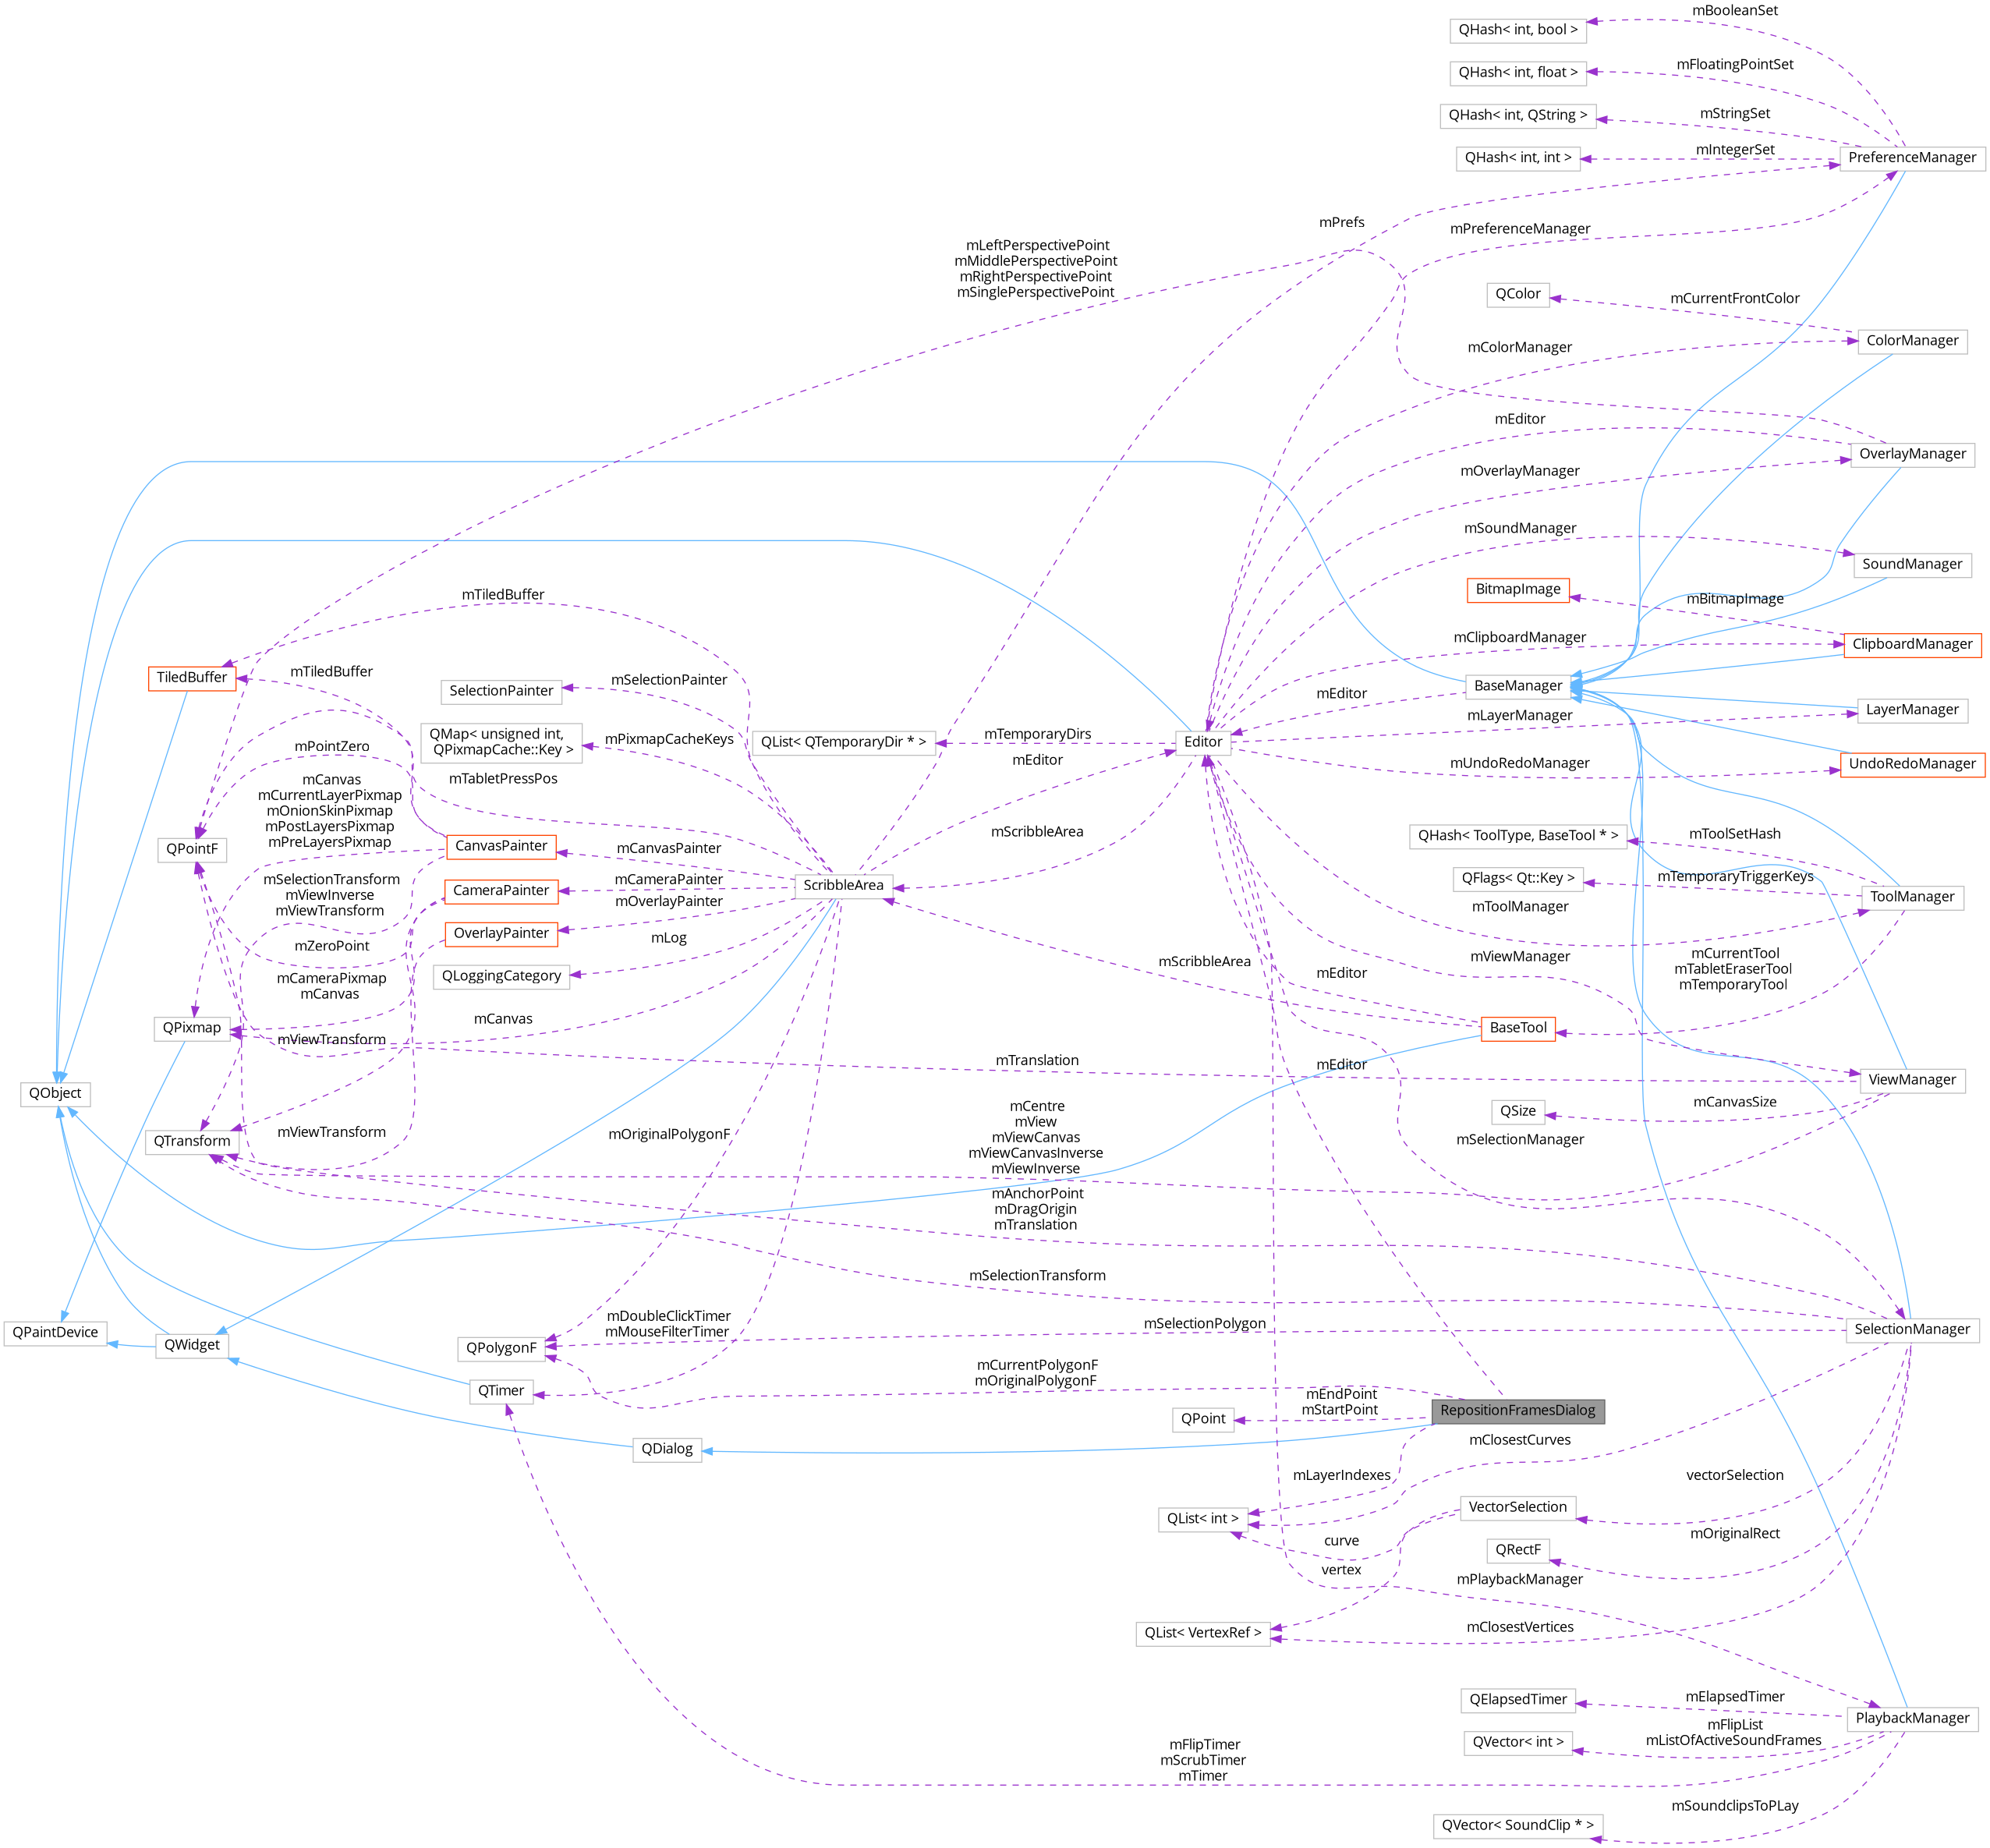 mBooleanSet
QHash< int, bool >
mFloatingPointSet
QHash< int, float >
mStringSet
QHash< int, QString >
mIntegerSet
QHash< int, int >
PreferenceManager
mPrefs
mPreferenceManager
mLeftPerspectivePoint
mMiddlePerspectivePoint
mRightPerspectivePoint
mSinglePerspectivePoint
QColor
mCurrentFrontColor
mColorManager
ColorManager
mEditor
OverlayManager
mOverlayManager
mSoundManager
SoundManager
BitmapImage
mBitmapImage
mTiledBuffer
mClipboardManager
ClipboardManager
TiledBuffer
mTiledBuffer
SelectionPainter
mSelectionPainter
mEditor
BaseManager
mLayerManager
LayerManager
QMap< unsigned int,
QPixmapCache::Key >
mPixmapCacheKeys
QList< QTemporaryDir * >
mTemporaryDirs
Editor
mPointZero
mTabletPressPos
mEditor
mUndoRedoManager
UndoRedoManager
mCanvas
mCurrentLayerPixmap
mOnionSkinPixmap
mPostLayersPixmap
mPreLayersPixmap
QPointF
CanvasPainter
mCanvasPainter
mScribbleArea
QHash< ToolType, BaseTool * >
mToolSetHash
mSelectionTransform
mViewInverse
mViewTransform
CameraPainter
mCameraPainter
ScribbleArea
QFlags< Qt::Key >
mTemporaryTriggerKeys
ToolManager
mOverlayPainter
mToolManager
OverlayPainter
mZeroPoint
mLog
mCameraPixmap
mCanvas
QLoggingCategory
mScribbleArea
mEditor
mViewManager
mCurrentTool
mTabletEraserTool
mTemporaryTool
QPixmap
mViewTransform
mCanvas
BaseTool
mTranslation
mEditor
ViewManager
QObject
QSize
mCanvasSize
QTransform
mViewTransform
mOriginalPolygonF
mCentre
mView
mViewCanvas
mViewCanvasInverse
mViewInverse
mSelectionManager
mAnchorPoint
mDragOrigin
mTranslation
mSelectionTransform
QPaintDevice
QWidget
mDoubleClickTimer
mMouseFilterTimer
QPolygonF
mSelectionPolygon
SelectionManager
QTimer
mCurrentPolygonF
mOriginalPolygonF
QPoint
mEndPoint
mStartPoint
RepositionFramesDialog
QDialog
mClosestCurves
mLayerIndexes
vectorSelection
QList< int >
VectorSelection
curve
mOriginalRect
QRectF
vertex
mPlaybackManager
QList< VertexRef >
mClosestVertices
QElapsedTimer
mElapsedTimer
PlaybackManager
mFlipList
mListOfActiveSoundFrames
QVector< int >
mFlipTimer
mScrubTimer
mTimer
mSoundclipsToPLay
QVector< SoundClip * >